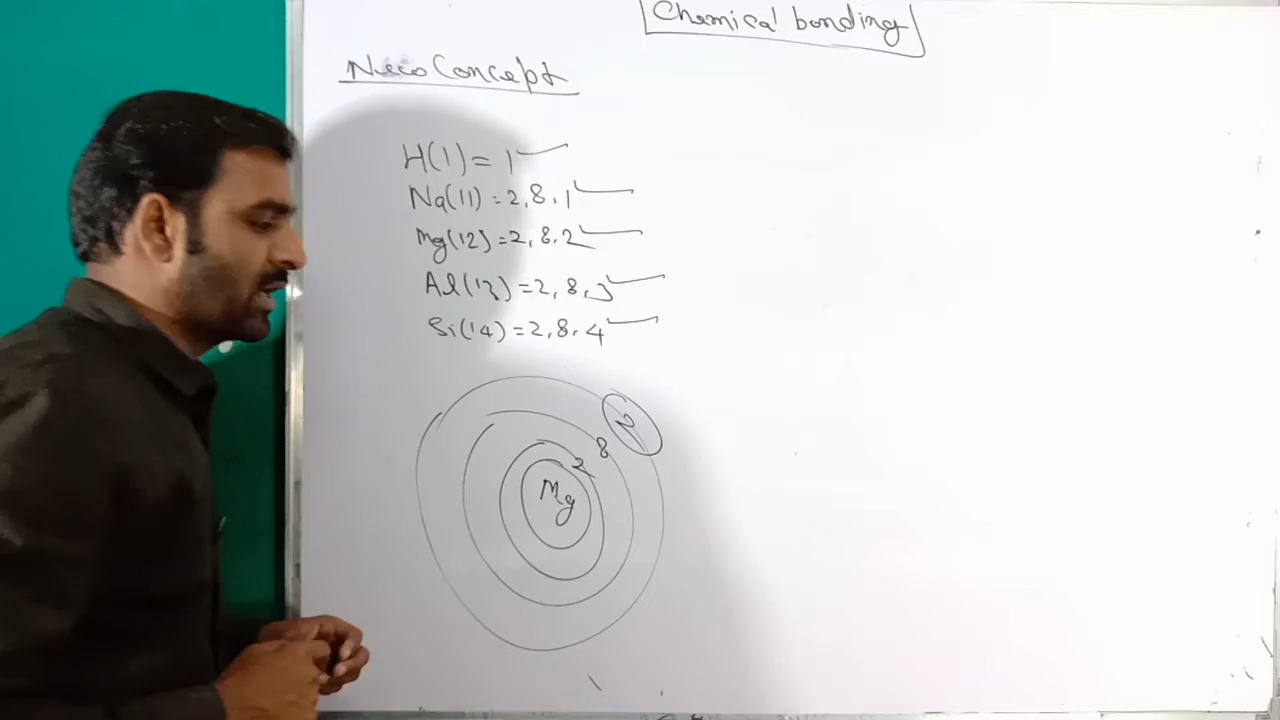 Chemical bonding
Neco Concept
H(1) = 1
Na(11) = 2, 8, 1
Mg(12) = 2, 8, 2
Al(13) = 2, 8, 3
Si(14) = 2, 8, 4
2
8
2
Mg